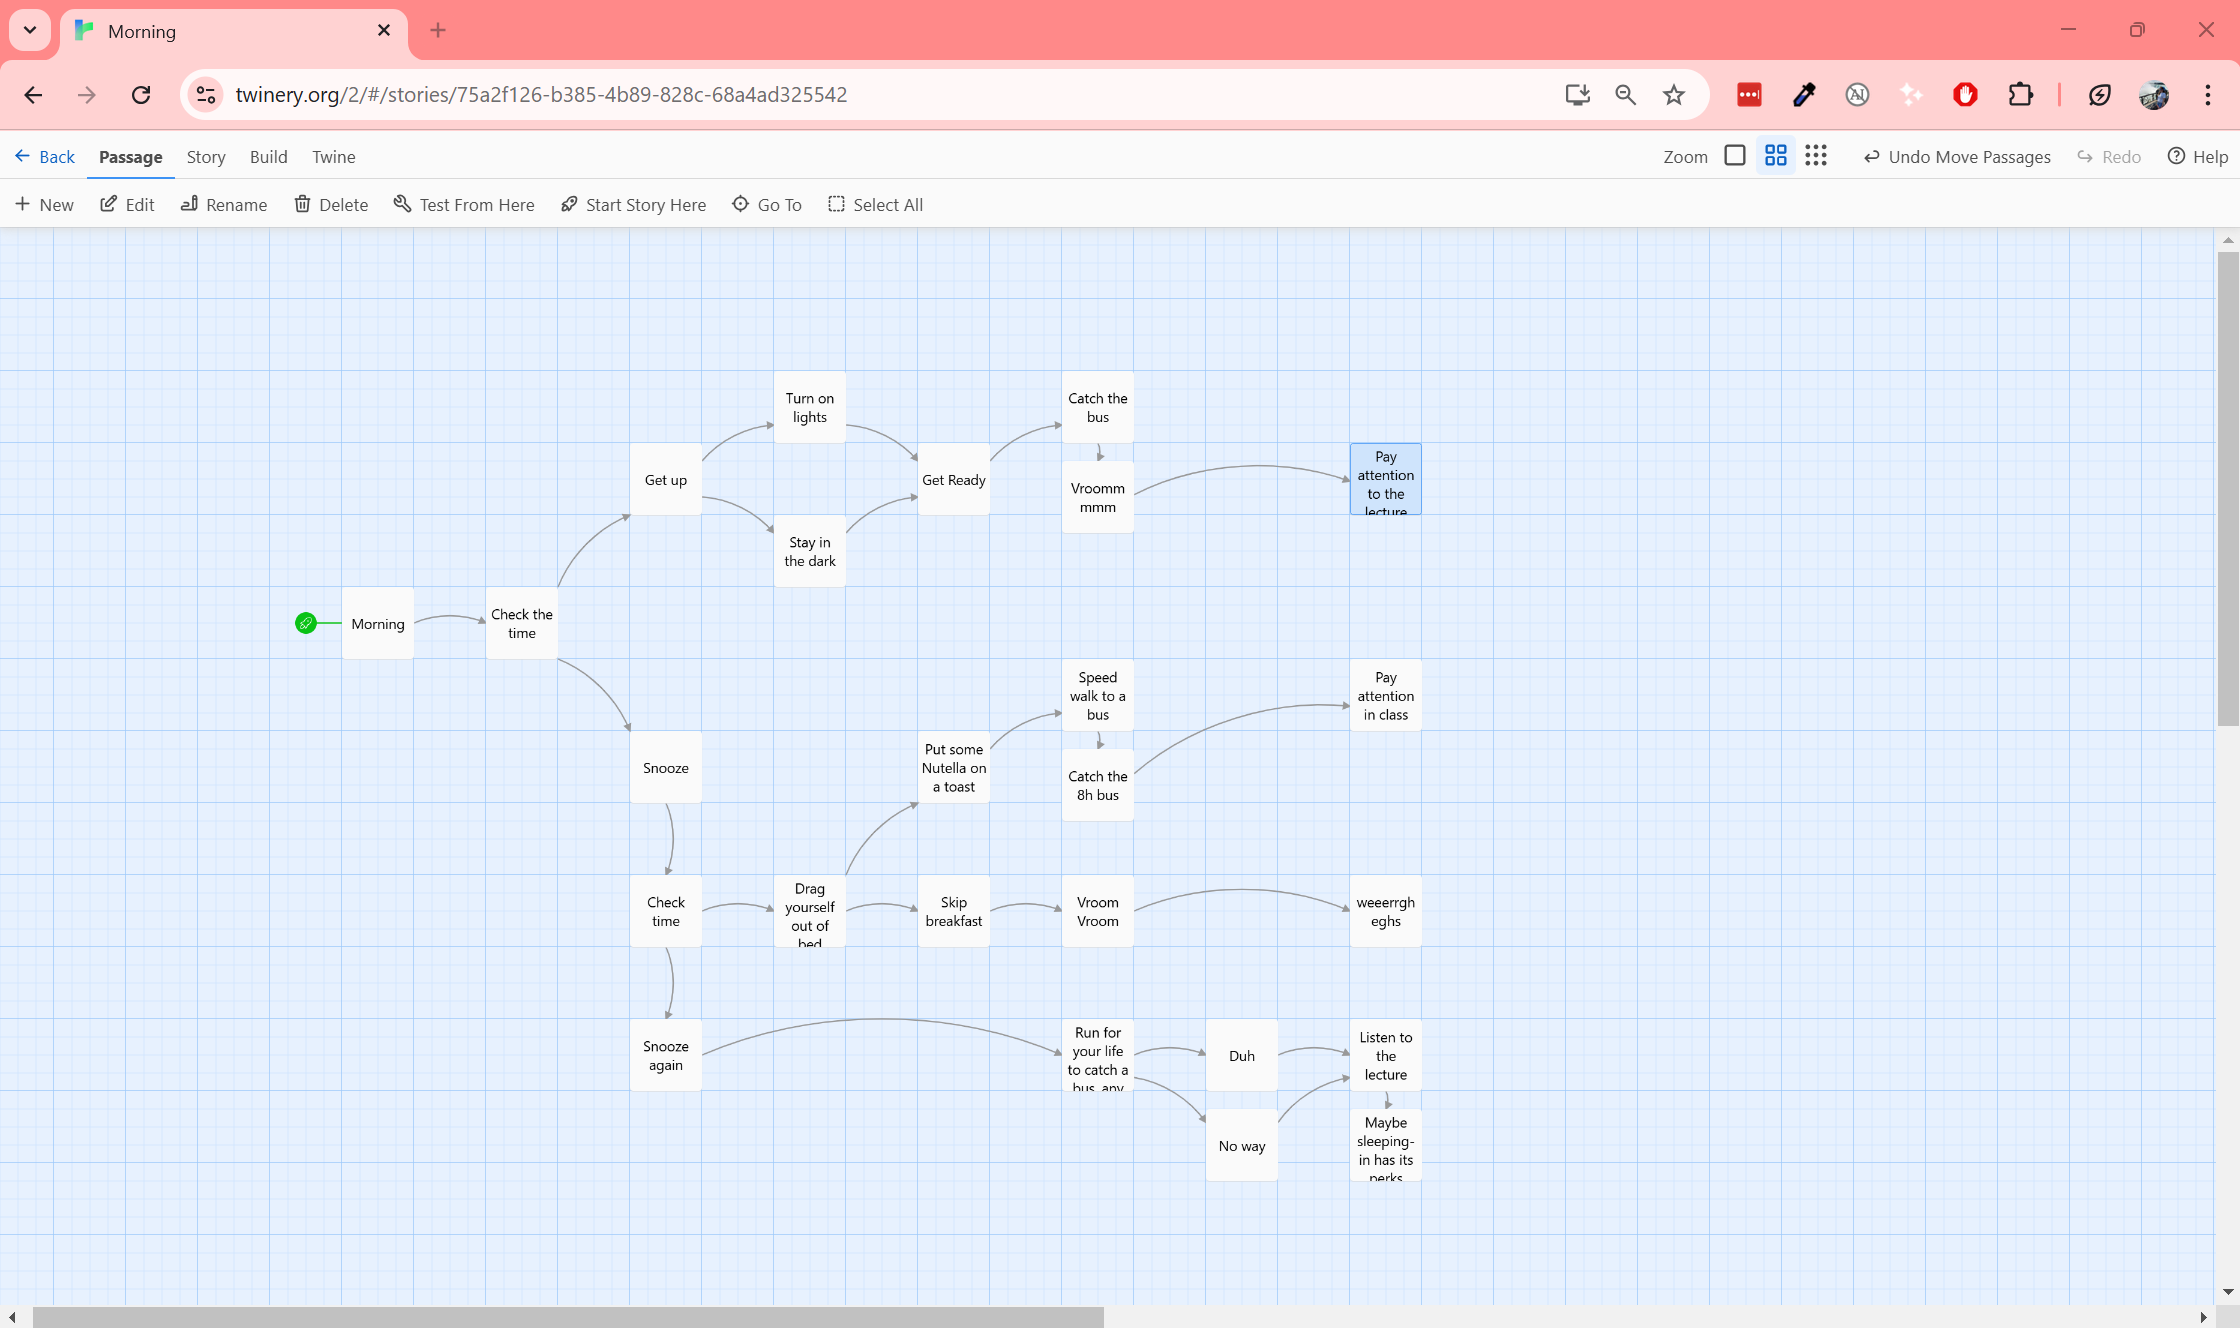 Morning
twinery.org/2/#/stories/75a2f126-b385-4b89-828c-68a4ad325542
Back Passage Story Build Twine Zoom Undo Move Passages Redo Help
New Edit Rename Delete Test From Here Start Story Here Go To Select All
Turn on
lights
Catch the
bus
Get up
Get Ready
Vroomm
mmm
Pay
attention
to the
lecture
Stay in
the dark
Morning
Check the
time
Speed
walk to a
bus
Pay
attention
in class
Snooze
Put some
Nutella on
a toast
Catch the
8h bus
Check
time
Drag
yourself
out of
bed
Skip
breakfast
Vroom
Vroom
weeerrgh
eghs
Snooze
again
Run for
your life
to catch a
bus, any
Duh
Listen to
the
lecture
No way
Maybe
sleeping-
in has its
perks